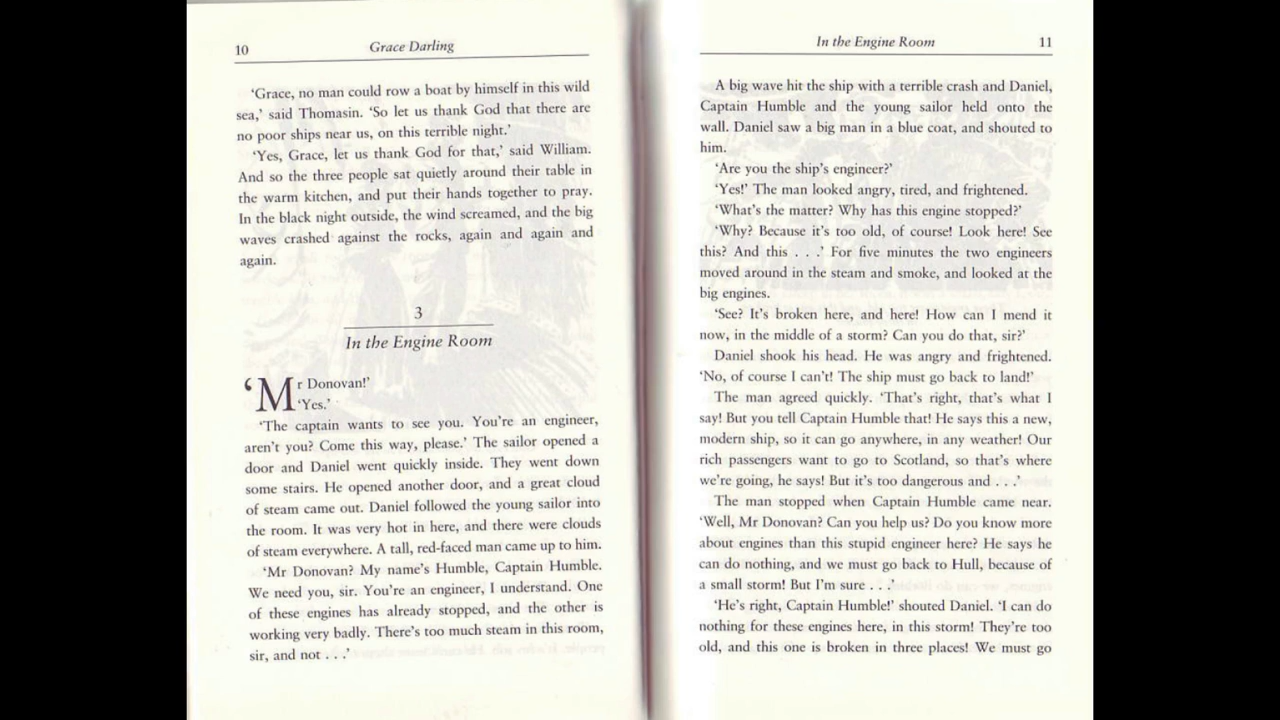 10
Grace Darling
‘Grace, no man could row a boat by himself in this wild
sea,’ said Thomasin. ‘So let us thank God that there are
no poor ships near us, on this terrible night.’
‘Yes, Grace, let us thank God for that,’ said William.
And so the three people sat quietly around their table in
the warm kitchen, and put their hands together to pray.
In the black night outside, the wind screamed, and the big
waves crashed against the rocks, again and again and
again.
3
In the Engine Room
‘Mr Donovan!’
‘Yes.’
‘The captain wants to see you. You’re an engineer,
aren’t you? Come this way, please.’ The sailor opened a
door and Daniel went quickly inside. They went down
some stairs. He opened another door, and a great cloud
of steam came out. Daniel followed the young sailor into
the room. It was very hot in here, and there were clouds
of steam everywhere. A tall, red-faced man came up to him.
‘Mr Donovan? My name’s Humble, Captain Humble.
We need you, sir. You’re an engineer, I understand. One
of these engines has already stopped, and the other is
working very badly. There’s too much steam in this room,
sir, and not . . .’
In the Engine Room
11
A big wave hit the ship with a terrible crash and Daniel,
Captain Humble and the young sailor held onto the
wall. Daniel saw a big man in a blue coat, and shouted to
him.
‘Are you the ship’s engineer?’
‘Yes!’ The man looked angry, tired, and frightened.
‘What’s the matter? Why has this engine stopped?’
‘Why? Because it’s too old, of course! Look here! See
this? And this . . .’ For five minutes the two engineers
moved around in the steam and smoke, and looked at the
big engines.
‘See? It’s broken here, and here! How can I mend it
now, in the middle of a storm? Can you do that, sir?’
Daniel shook his head. He was angry and frightened.
‘No, of course I can’t! The ship must go back to land!’
The man agreed quickly. ‘That’s right, that’s what I
say! But you tell Captain Humble that! He says this a new,
modern ship, so it can go anywhere, in any weather! Our
rich passengers want to go to Scotland, so that’s where
we’re going, he says! But it’s too dangerous and . . .’
The man stopped when Captain Humble came near.
‘Well, Mr Donovan? Can you help us? Do you know more
about engines than this stupid engineer here? He says he
can do nothing, and we must go back to Hull, because of
a small storm! But I’m sure . . .’
‘He’s right, Captain Humble!’ shouted Daniel. ‘I can do
nothing for these engines here, in this storm! They’re too
old, and this one is broken in three places! We must go